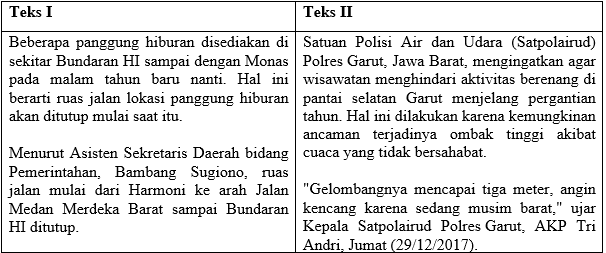 Teks I
Beberapa panggung hiburan disediakan di
sekitar Bundaran HI sampai dengan Monas
pada malam tahun baru nanti. Hal ini
berarti ruas jalan lokasi panggung hiburan
akan ditutup mulai saat itu.
Menurut Asisten Sekretaris Daerah bidang
Pemerintahan, Bambang Sugiono, ruas
jalan mulai dari Harmoni ke arah Jalan
Medan Merdeka Barat sampai Bundaran
HI ditutup.
Teks II
Satuan Polisi Air dan Udara (Satpolairud)
Polres Garut, Jawa Barat, mengingatkan agar
wisawatan menghindari aktivitas berenang di
pantai selatan Garut menjelang pergantian
tahun. Hal ini dilakukan karena kemungkinan
ancaman terjadinya ombak tinggi akibat
cuaca yang tidak bersahabat.
"Gelombangnya mencapai tiga meter, angin
kencang karena sedang musim barat," ujar
Kepala Satpolairud Polres Garut, AKP Tri
Andri, Jumat (29/12/2017).